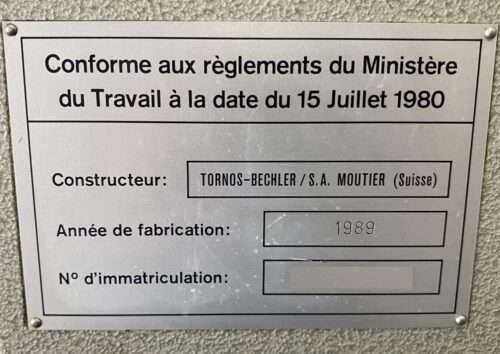 Conforme aux règlements du Ministère
du Travail à la date du 15 Juillet 1980
Constructeur: TORNOS-BECHLER / S.A. MOUTIER (Suisse)
Année de fabrication: 1989
Nº d'immatriculation: